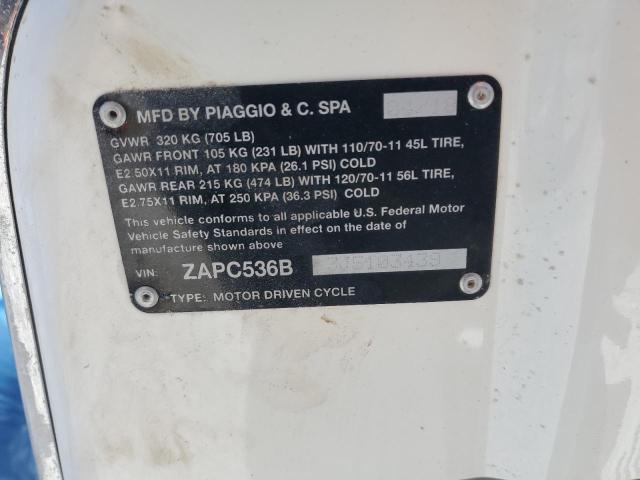 MFD BY PIAGGIO & C. SPA
GVWR 320 KG (705 LB)
GAWR FRONT 105 KG (231 LB) WITH 110/70-11 45L TIRE,
E2.50X11 RIM, AT 180 KPA (26.1 PSI) COLD
GAWR REAR 215 KG (474 LB) WITH 120/70-11 56L TIRE,
E2.75X11 RIM, AT 250 KPA (36.3 PSI) COLD
This vehicle conforms to all applicable U.S. Federal Motor
Vehicle Safety Standards in effect on the date of
manufacture shown above
VIN: ZAPC536B
TYPE: MOTOR DRIVEN CYCLE